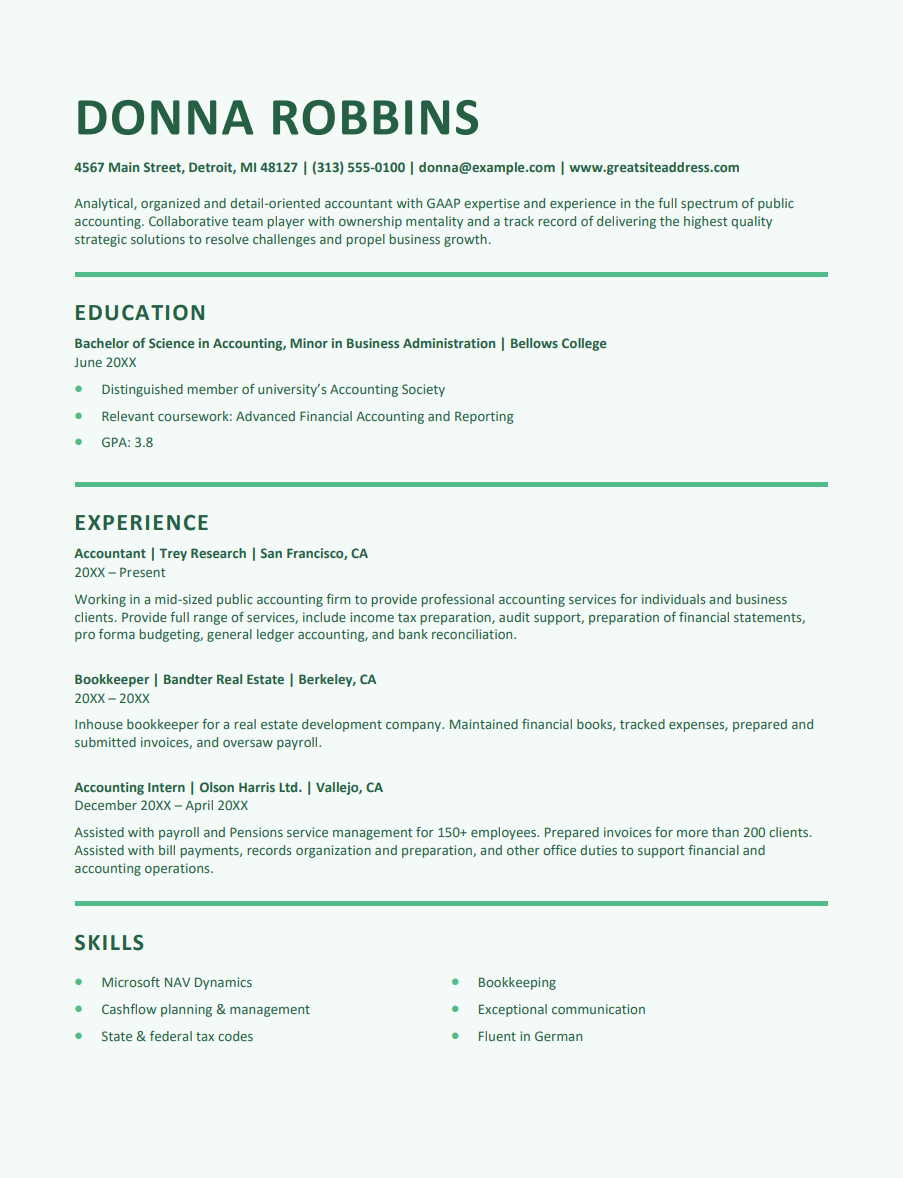 DONNA ROBBINS
4567 Main Street, Detroit, MI 48127 | (313) 555-0100 | donna@example.com | www.greatsiteaddress.com
Analytical, organized and detail-oriented accountant with GAAP expertise and experience in the full spectrum of public
accounting. Collaborative team player with ownership mentality and a track record of delivering the highest quality
strategic solutions to resolve challenges and propel business growth.
EDUCATION
Bachelor of Science in Accounting, Minor in Business Administration | Bellows College
June 20XX
• Distinguished member of university’s Accounting Society
• Relevant coursework: Advanced Financial Accounting and Reporting
• GPA: 3.8
EXPERIENCE
Accountant | Trey Research | San Francisco, CA
20XX – Present
Working in a mid-sized public accounting firm to provide professional accounting services for individuals and business
clients. Provide full range of services, include income tax preparation, audit support, preparation of financial statements,
pro forma budgeting, general ledger accounting, and bank reconciliation.
Bookkeeper | Bandter Real Estate | Berkeley, CA
20XX – 20XX
Inhouse bookkeeper for a real estate development company. Maintained financial books, tracked expenses, prepared and
submitted invoices, and oversaw payroll.
Accounting Intern | Olson Harris Ltd. | Vallejo, CA
December 20XX – April 20XX
Assisted with payroll and Pensions service management for 150+ employees. Prepared invoices for more than 200 clients.
Assisted with bill payments, records organization and preparation, and other office duties to support financial and
accounting operations.
SKILLS
• Microsoft NAV Dynamics
• Cashflow planning & management
• State & federal tax codes
• Bookkeeping
• Exceptional communication
• Fluent in German